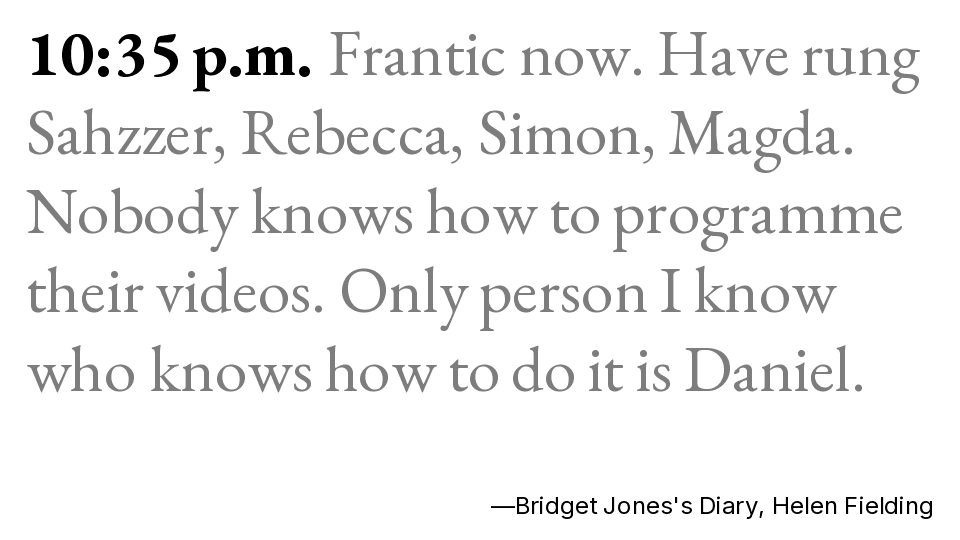 10:35 p.m. Frantic now. Have rung
Sahzzer, Rebecca, Simon, Magda.
Nobody knows how to programme
their videos. Only person I know
who knows how to do it is Daniel.
—Bridget Jones's Diary, Helen Fielding